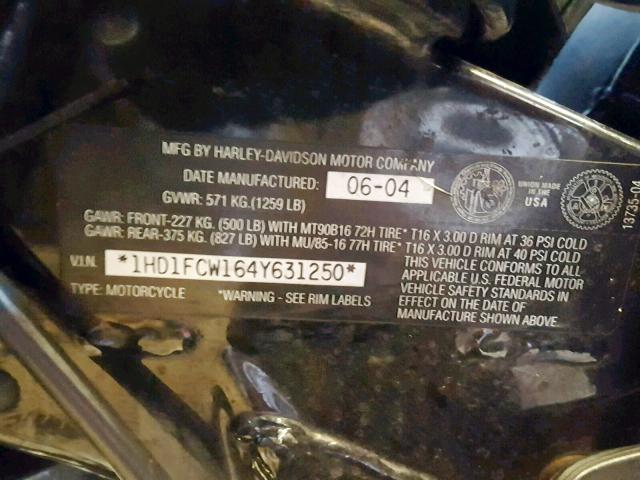 MFG BY HARLEY-DAVIDSON MOTOR COMPANY
DATE MANUFACTURED: 06-04
GVWR: 571 KG.(1259 LB)
UNION MADE
IN THE
USA
13735-04
GAWR: FRONT-227 KG. (500 LB) WITH MT90B16 72H TIRE* T16 X 3.00 D RIM AT 36 PSI COLD
GAWR: REAR-375 KG. (827 LB) WITH MU/85-16 77H TIRE* T16 X 3.00 D RIM AT 40 PSI COLD
V.I.N. *1HD1FCW164Y631250*
TYPE: MOTORCYCLE *WARNING - SEE RIM LABELS
THIS VEHICLE CONFORMS TO ALL
APPLICABLE U.S. FEDERAL MOTOR
VEHICLE SAFETY STANDARDS IN
EFFECT ON THE DATE OF
MANUFACTURE SHOWN ABOVE.